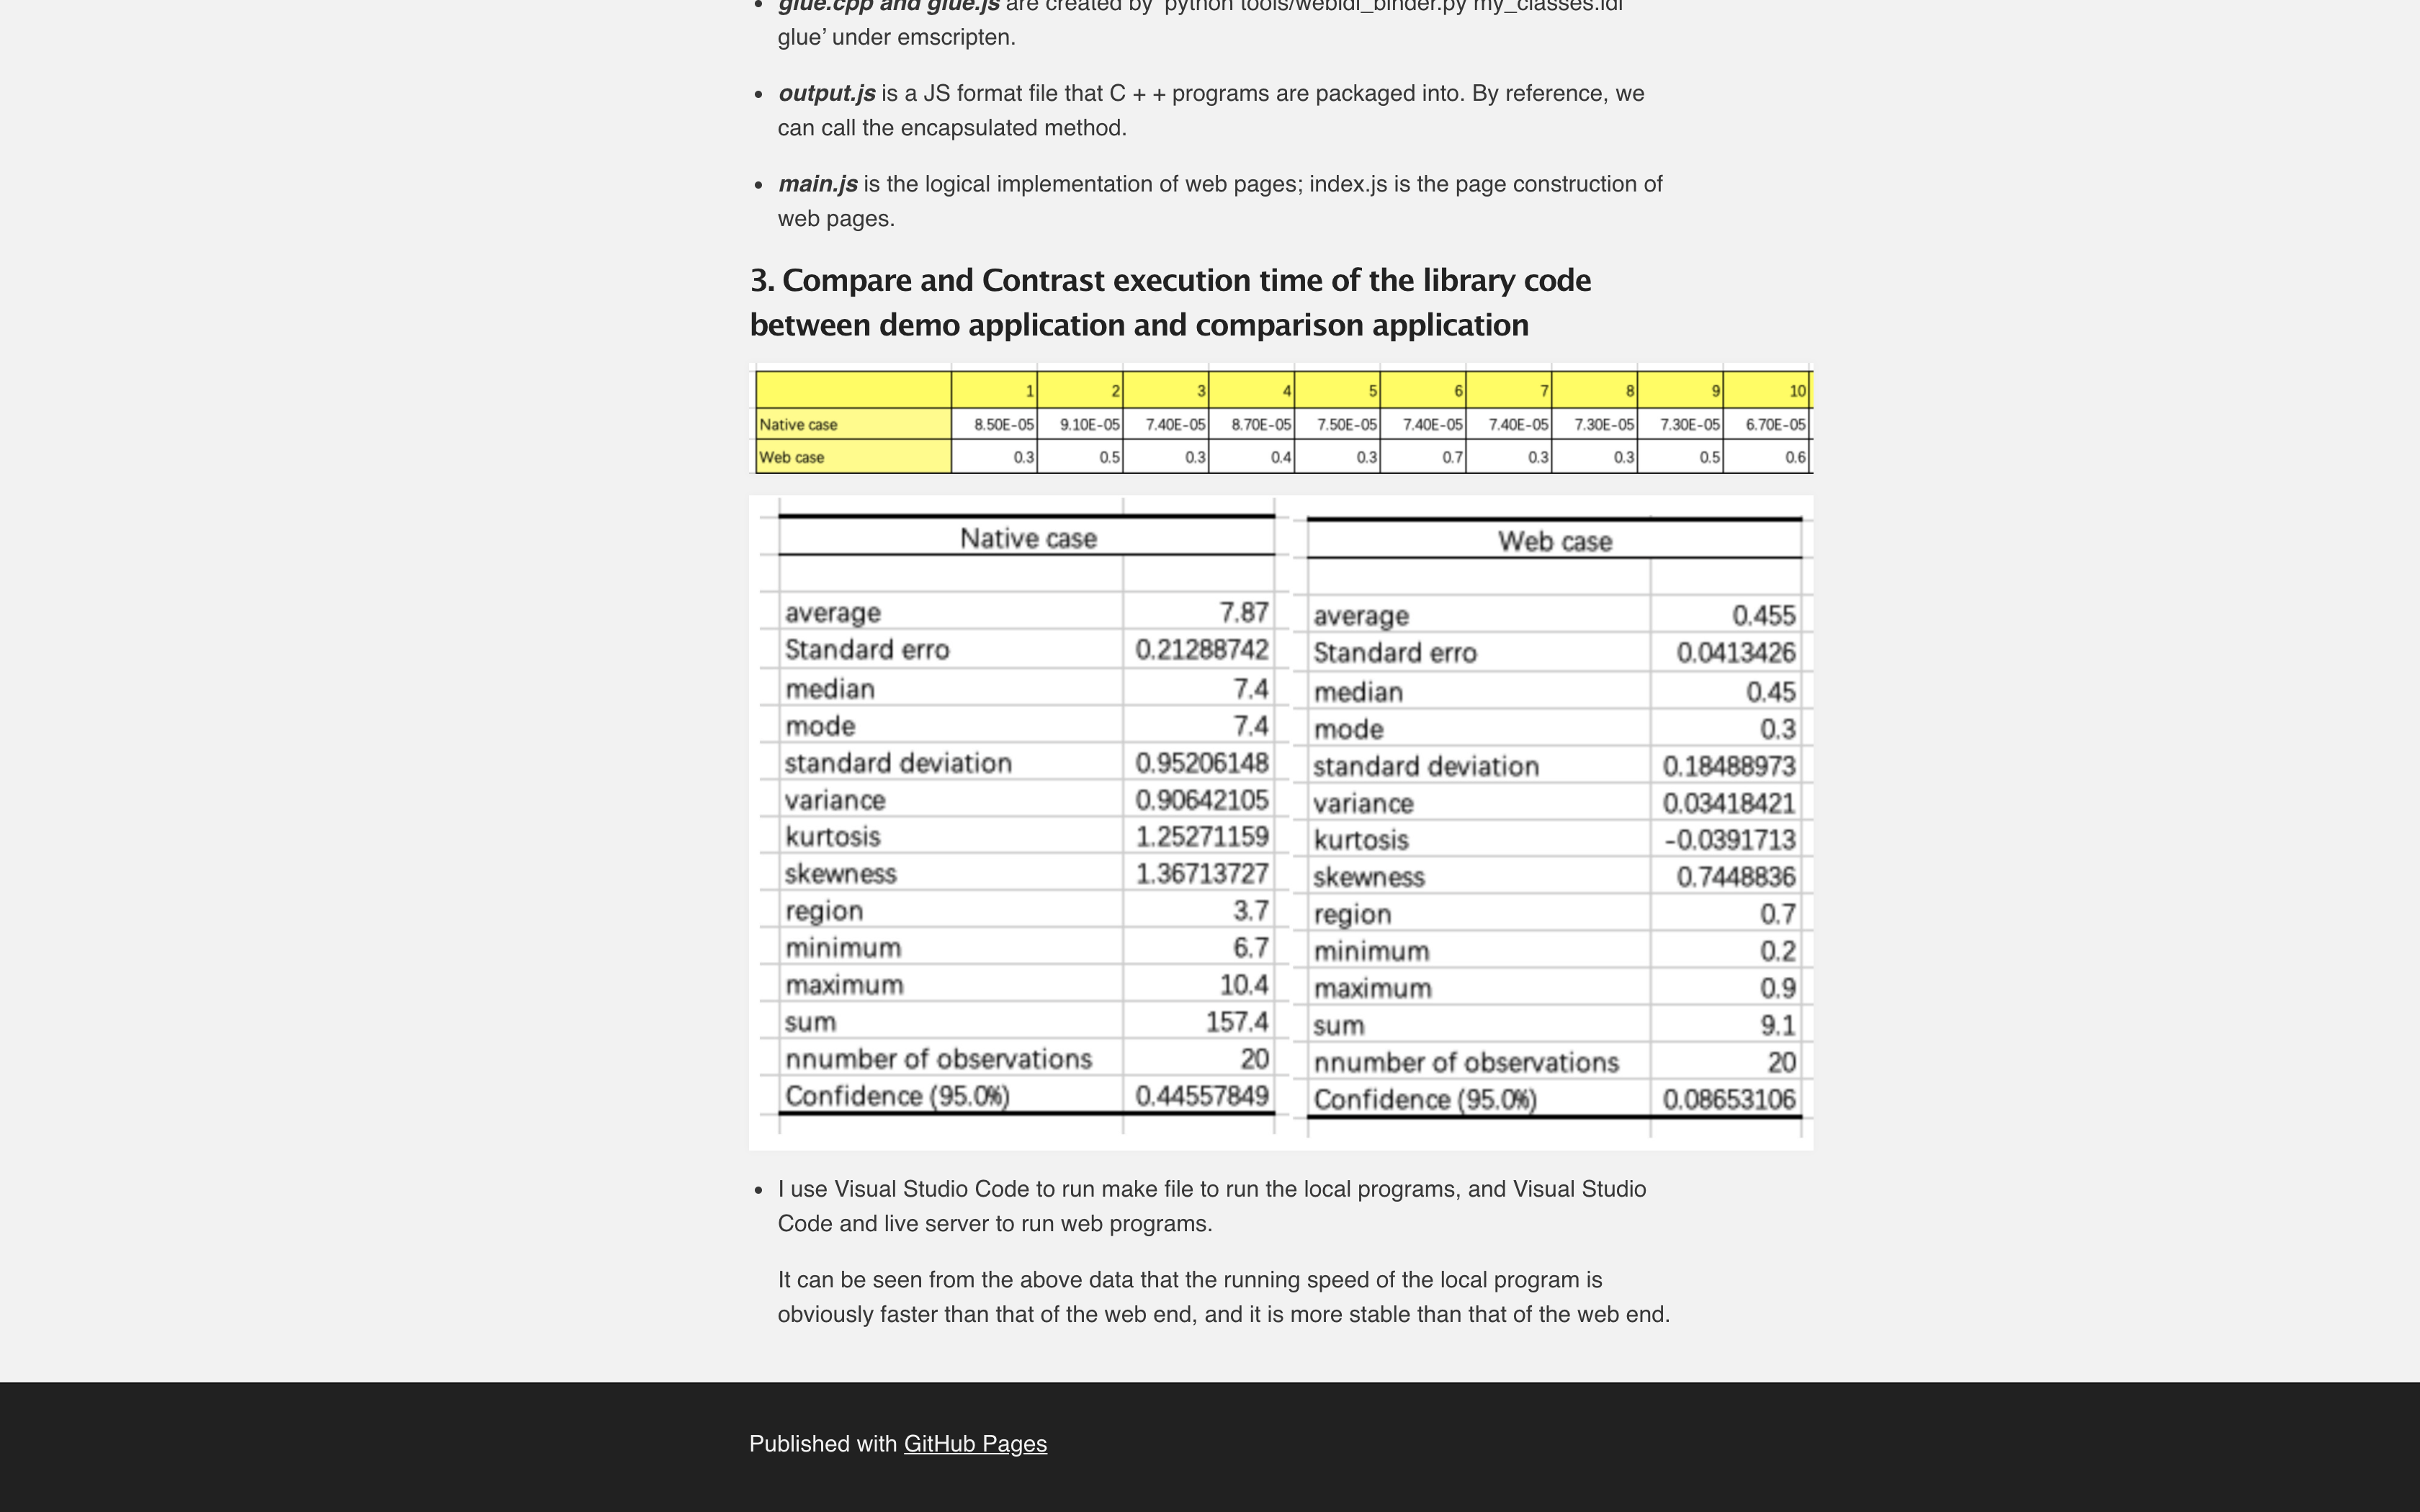 glue.cpp and glue.js are created by 'python tools/webidl_binder.py my_classes.idl
glue’ under emscripten.
output.js is a JS format file that C + + programs are packaged into. By reference, we
can call the encapsulated method.
main.js is the logical implementation of web pages; index.js is the page construction of
web pages.
3. Compare and Contrast execution time of the library code
between demo application and comparison application
1 2 3 4 5 6 7 8 9 10
Native case 8.50E-05 9.10E-05 7.40E-05 8.70E-05 7.50E-05 7.40E-05 7.40E-05 7.30E-05 7.30E-05 6.70E-05
Web case 0.3 0.5 0.3 0.4 0.3 0.7 0.3 0.3 0.5 0.6
Native case
average 7.87
Standard erro 0.21288742
median 7.4
mode 7.4
standard deviation 0.95206148
variance 0.90642105
kurtosis 1.25271159
skewness 1.36713727
region 3.7
minimum 6.7
maximum 10.4
sum 157.4
nnumber of observations 20
Confidence (95.0%) 0.44557849
Web case
average 0.455
Standard erro 0.0413426
median 0.45
mode 0.3
standard deviation 0.18488973
variance 0.03418421
kurtosis -0.0391713
skewness 0.7448836
region 0.7
minimum 0.2
maximum 0.9
sum 9.1
nnumber of observations 20
Confidence (95.0%) 0.08653106
I use Visual Studio Code to run make file to run the local programs, and Visual Studio
Code and live server to run web programs.
It can be seen from the above data that the running speed of the local program is
obviously faster than that of the web end, and it is more stable than that of the web end.
Published with GitHub Pages